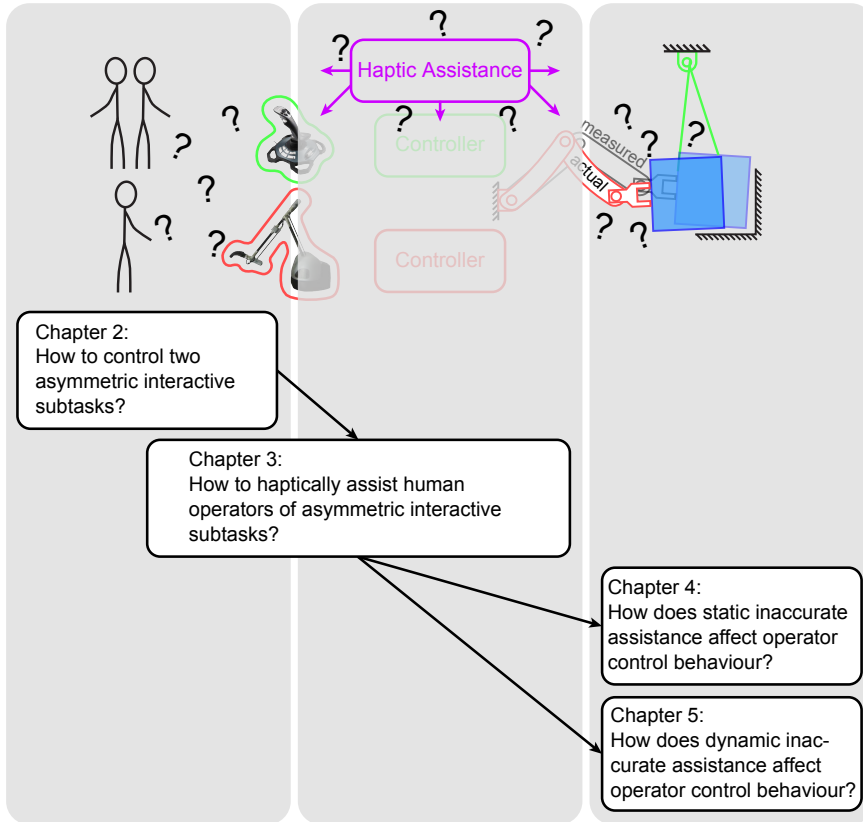 ? ? ?
Haptic Assistance
? ? ? ? ? ? ? ?
Controller
measured
actual
? ? ? ? ?
Controller
Chapter 2:
How to control two
asymmetric interactive
subtasks?
Chapter 3:
How to haptically assist human
operators of asymmetric interactive
subtasks?
Chapter 4:
How does static inaccurate
assistance affect operator
control behaviour?
Chapter 5:
How does dynamic inac-
curate assistance affect
operator control behaviour?